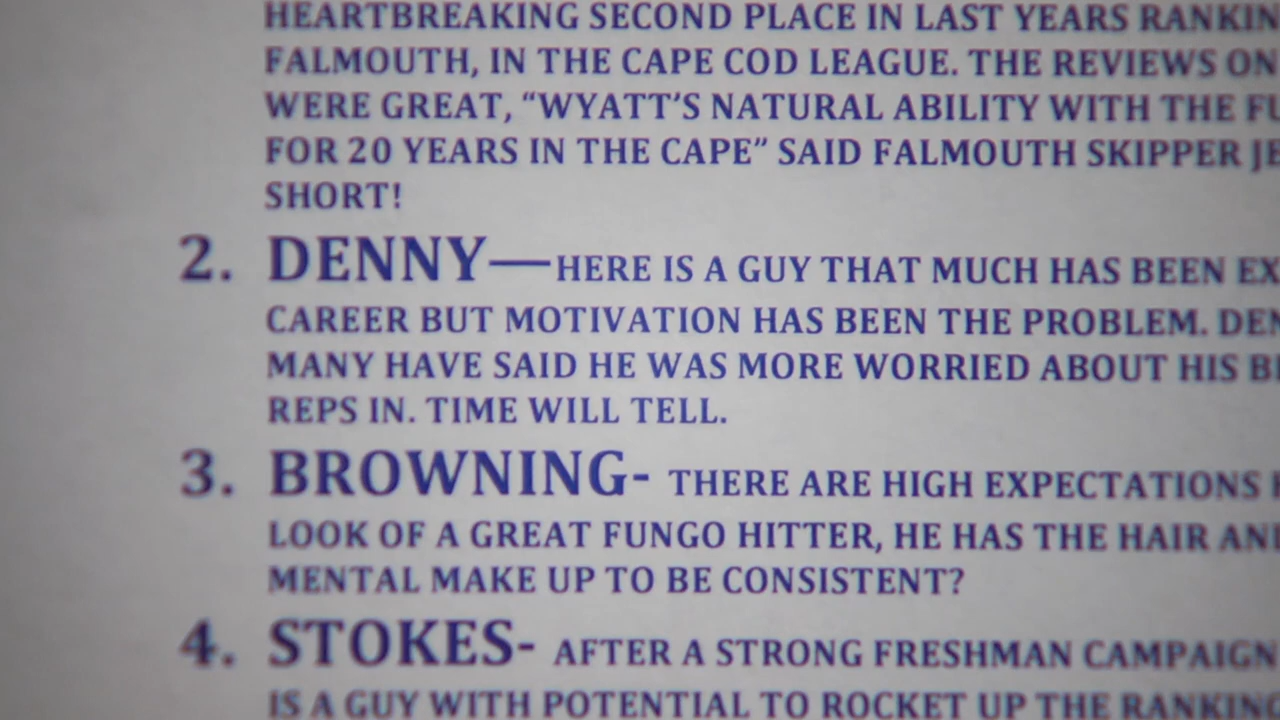 HEARTBREAKING SECOND PLACE IN LAST YEARS
FALMOUTH, IN THE CAPE COD LEAGUE. THE REVIEWS ON
WERE GREAT, “WYATT’S NATURAL ABILITY WITH THE
FOR 20 YEARS IN THE CAPE” SAID FALMOUTH SKIPPER
SHORT!
2. DENNY—HERE IS A GUY THAT MUCH HAS BEEN
CAREER BUT MOTIVATION HAS BEEN THE PROBLEM.
MANY HAVE SAID HE WAS MORE WORRIED ABOUT HIS
REPS IN. TIME WILL TELL.
3. BROWNING- THERE ARE HIGH EXPECTATIONS
LOOK OF A GREAT FUNGO HITTER, HE HAS THE HAIR
MENTAL MAKE UP TO BE CONSISTENT?
4. STOKES- AFTER A STRONG FRESHMAN CAMPAIGN
IS A GUY WITH POTENTIAL TO ROCKET UP THE